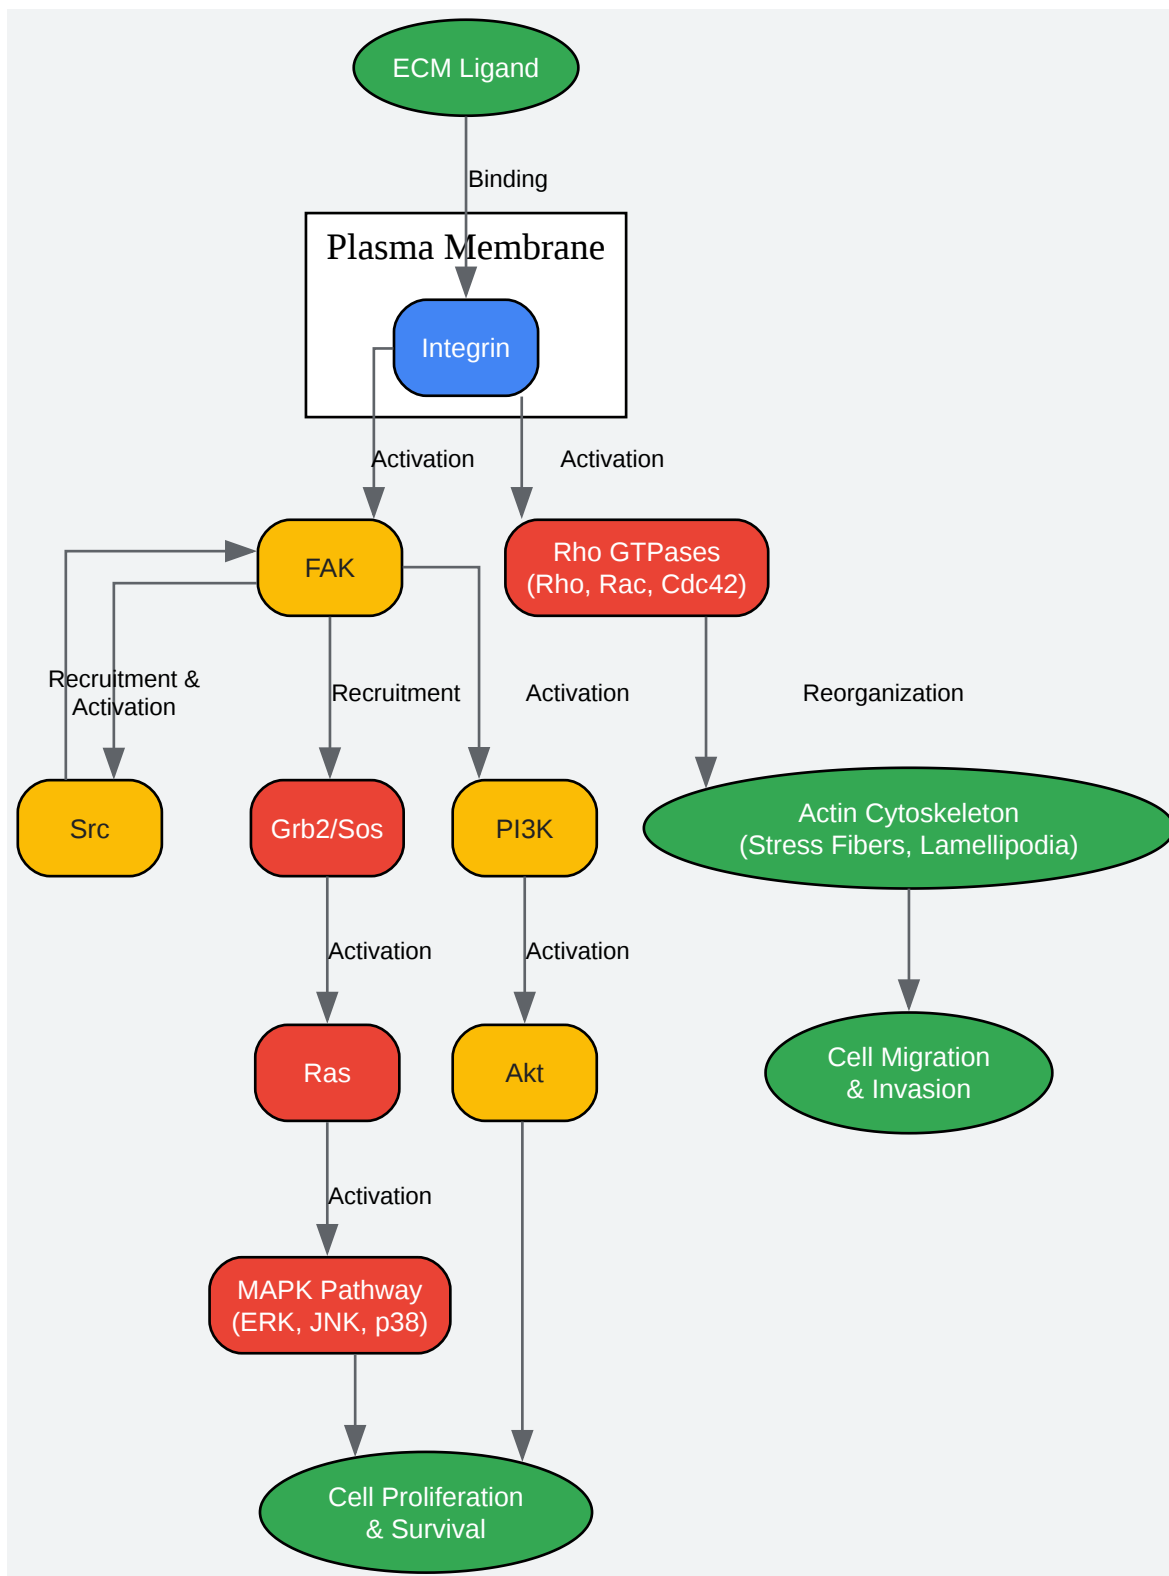 ECM Ligand
Binding
Plasma Membrane
Integrin
Activation
Activation
FAK
Rho GTPases
(Rho, Rac, Cdc42)
Recruitment &
Activation
Recruitment
Activation
Reorganization
Src
Grb2/Sos
PI3K
Actin Cytoskeleton
(Stress Fibers, Lamellipodia)
Activation
Activation
Ras
Akt
Cell Migration
& Invasion
Activation
MAPK Pathway
(ERK, JNK, p38)
Cell Proliferation
& Survival